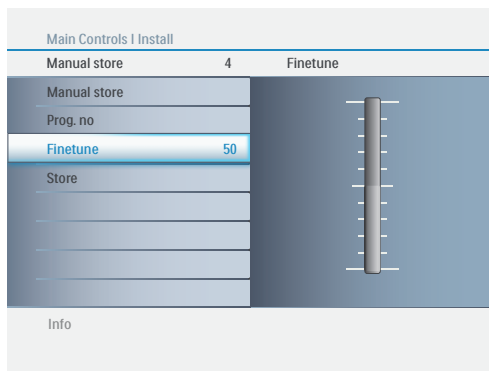 Main Controls I Install
Manual store 4 Finetune
Manual store
Prog. no
Finetune 50
Store
Info